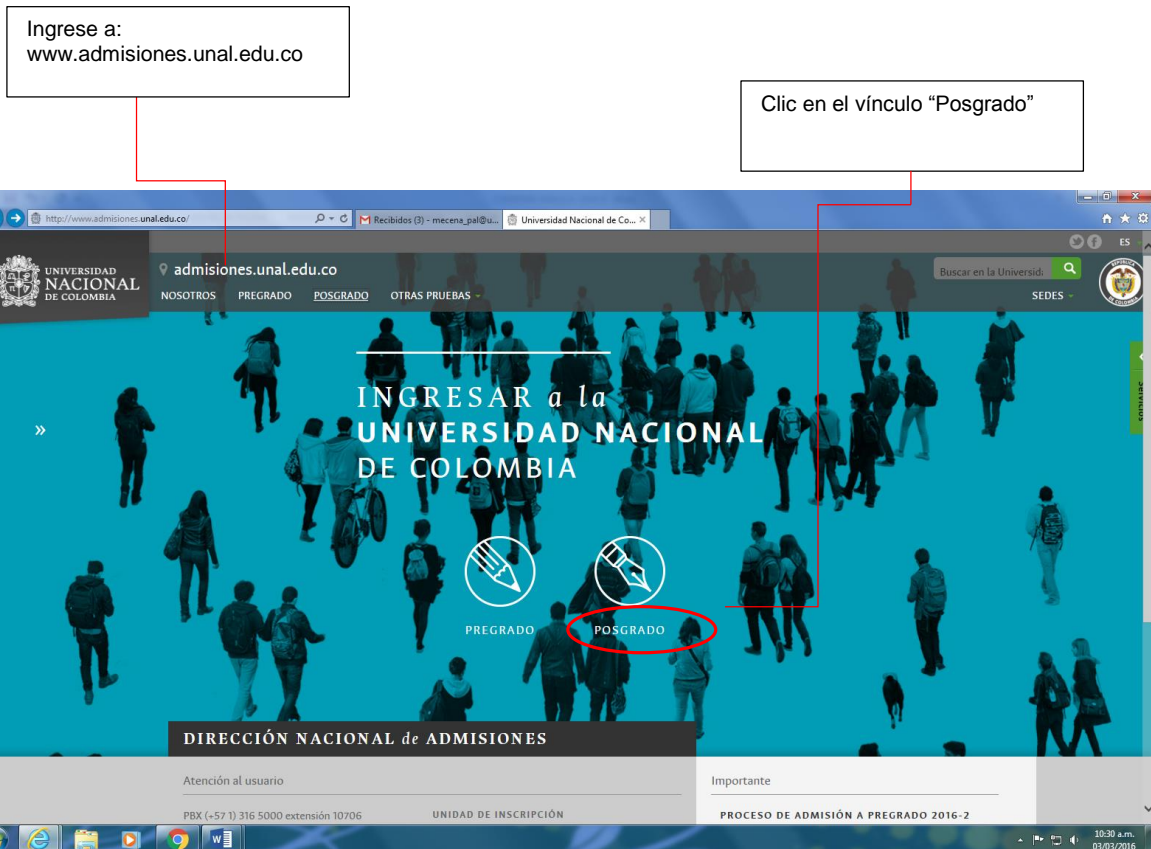 Ingrese a:
www.admisiones.unal.edu.co
Clic en el vínculo “Posgrado”
http://www.admisiones.unal.edu.co/
Recibidos (3) - mecena_pal@u...
Universidad Nacional de Co...
ES
UNIVERSIDAD
NACIONAL
DE COLOMBIA
admisiones.unal.edu.co
Buscar en la Universid
NOSOTROS PREGRADO POSGRADO OTRAS PRUEBAS
SEDES
Servicios
»
INGRESAR a la
UNIVERSIDAD NACIONAL
DE COLOMBIA
PREGRADO POSGRADO
DIRECCIÓN NACIONAL de ADMISIONES
Atención al usuario
Importante
PBX (+57 1) 316 5000 extensión 10706
UNIDAD DE INSCRIPCIÓN
PROCESO DE ADMISIÓN A PREGRADO 2016-2
10:30 a.m.
03/03/2016